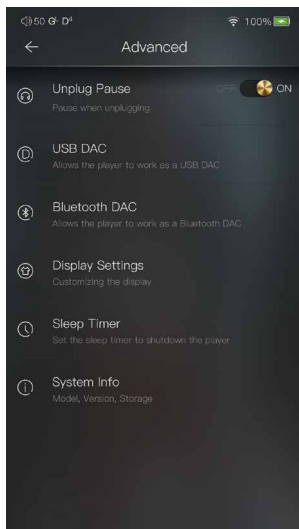 50 G- D⁴ 100%
Advanced
Unplug Pause OFF ON
Pause when unplugging
USB DAC
Allows the player to work as a USB DAC
Bluetooth DAC
Allows the player to work as a Bluetooth DAC
Display Settings
Customizing the display
Sleep Timer
Set the sleep timer to shutdown the player
System Info
Model, Version, Storage